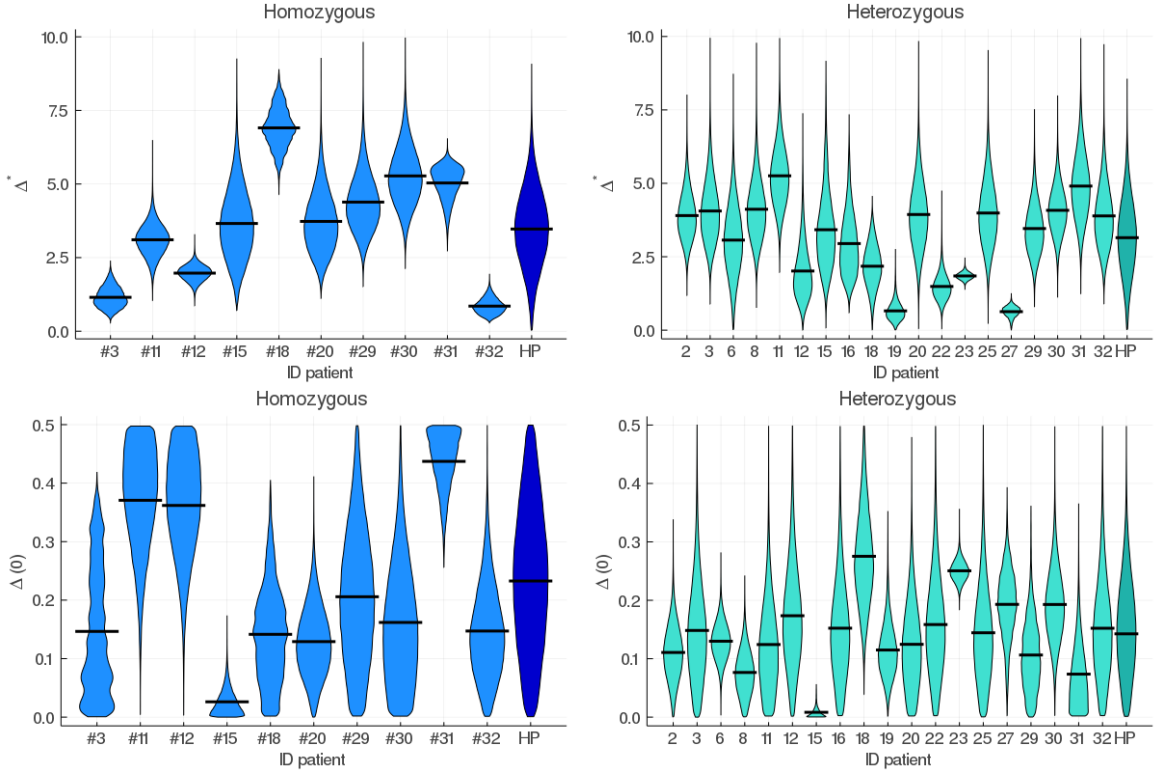 Homozygous
Heterozygous
10.0
7.5
5.0
2.5
0.0
Δ*
#3 #11 #12 #15 #18 #20 #29 #30 #31 #32 HP
ID patient
10.0
7.5
5.0
2.5
0
Δ*
2 3 6 8 11 12 15 16 18 19 20 22 23 25 27 29 30 31 32 HP
ID patient
Homozygous
Heterozygous
0.5
0.4
0.3
0.2
0.1
0.0
Δ (0)
#3 #11 #12 #15 #18 #20 #29 #30 #31 #32 HP
ID patient
0.5
0.4
0.3
0.2
0.1
0.0
Δ (0)
2 3 6 8 11 12 15 16 18 19 20 22 23 25 27 29 30 31 32 HP
ID patient